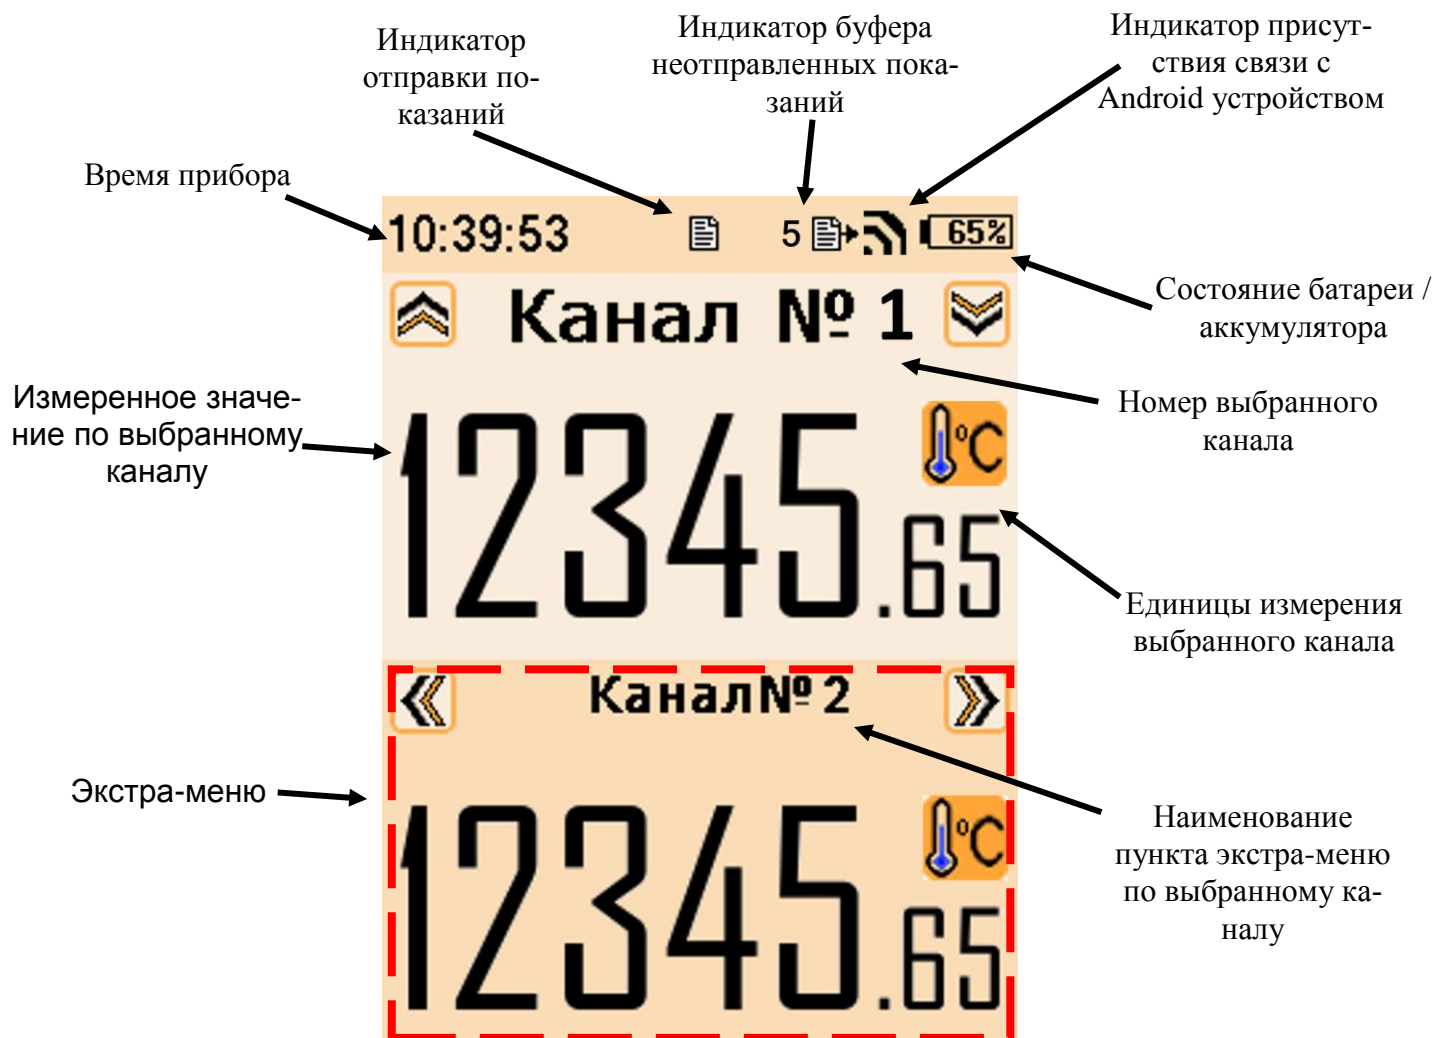 Индикатор
отправки по-
казаний
Индикатор буфера
неотправленных пока-
заний
Индикатор присут-
ствия связи с
Android устройством
Время прибора
10:39:53
5
65%
Состояние батареи /
аккумулятора
Канал № 1
Номер выбранного
канала
Измеренное значе-
ние по выбранному
каналу
12345.65
°C
Единицы измерения
выбранного канала
Канал№ 2
Экстра-меню
12345.65
°C
Наименование
пункта экстра-меню
по выбранному ка-
налу